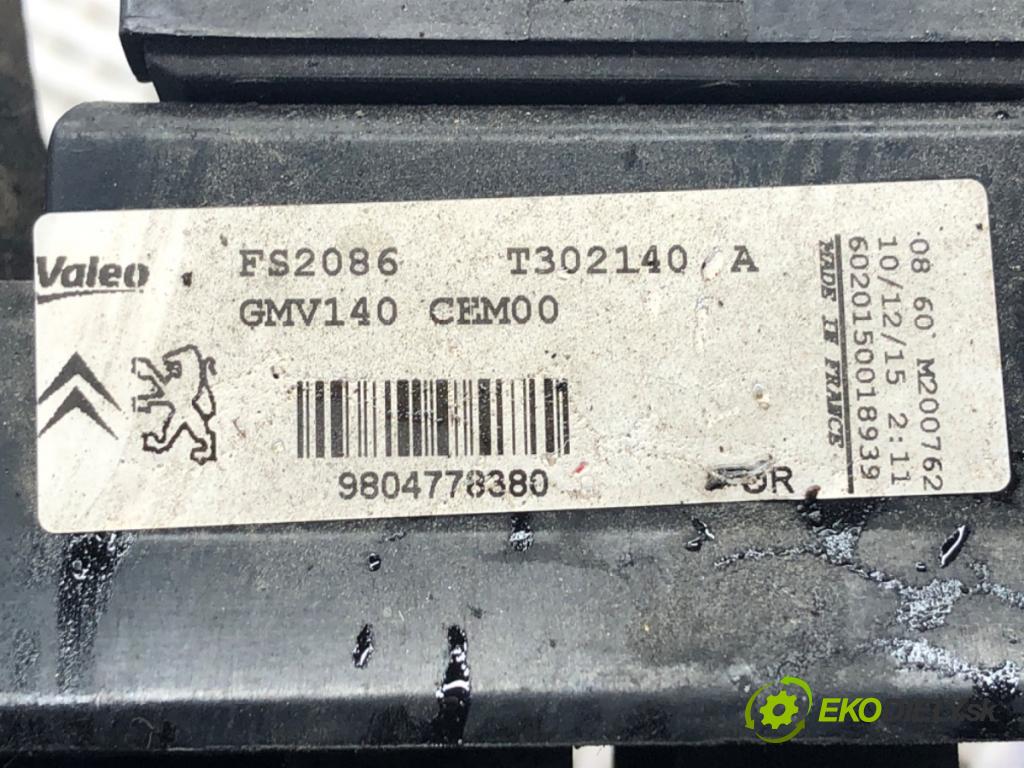 Valeo
FS2086 T302140 A
GMV140 CEM00
9804778380
08 60 M200762
10/12/15 2:11
6020150018939
MADE IN FRANCE
EKODIELY.SK